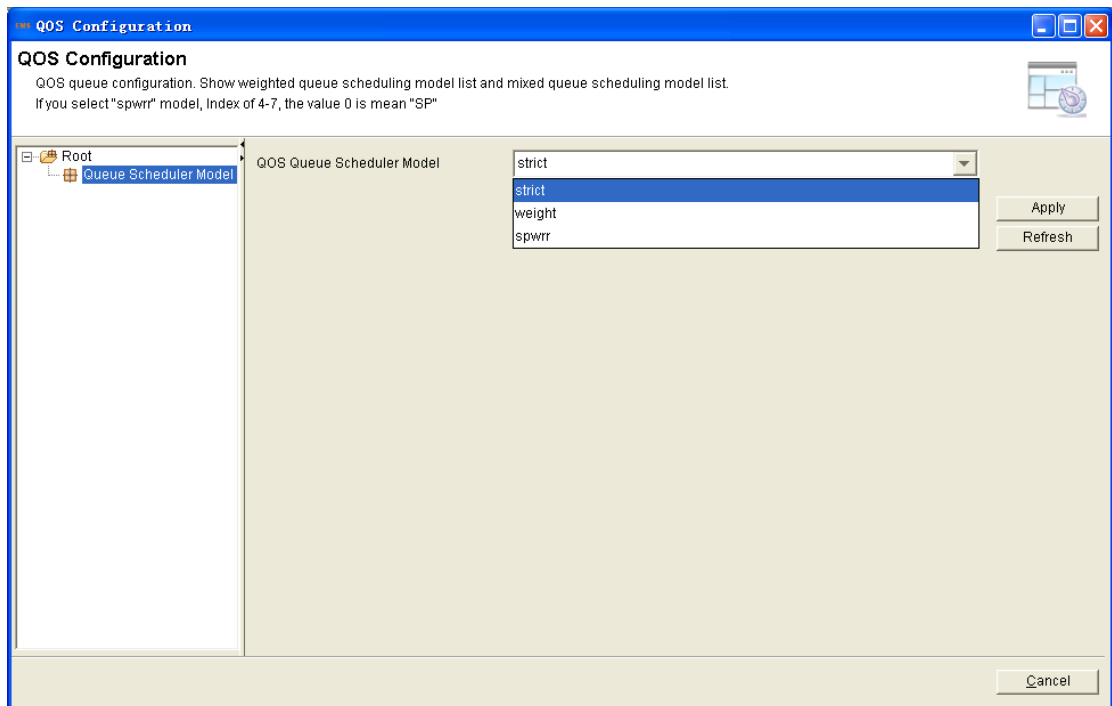 EMS QOS Configuration
QOS Configuration
QOS queue configuration. Show weighted queue scheduling model list and mixed queue scheduling model list.
If you select "spwrr" model, Index of 4-7, the value 0 is mean "SP"
Root
Queue Scheduler Model
QOS Queue Scheduler Model
strict
strict
weight
spwrr
Apply
Refresh
Cancel